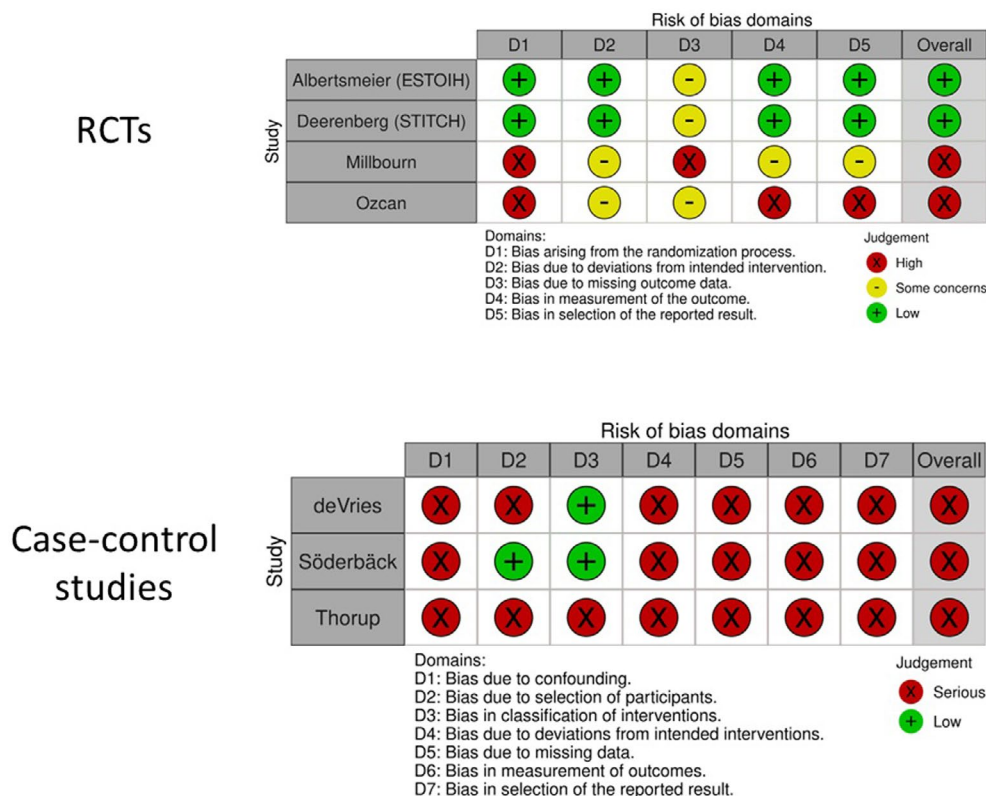 RCTs
Risk of bias domains
D1 D2 D3 D4 D5 Overall
Study
Albertsmeier (ESTOIH) + + - + + +
Deerenberg (STITCH) + + - + + +
Millbourn X - X - - X
Ozcan X - - X X X
Domains:
D1: Bias arising from the randomization process.
D2: Bias due to deviations from intended intervention.
D3: Bias due to missing outcome data.
D4: Bias in measurement of the outcome.
D5: Bias in selection of the reported result.
Judgement
X High
- Some concerns
+ Low
Case-control
studies
Risk of bias domains
D1 D2 D3 D4 D5 D6 D7 Overall
Study
deVries X X + X X X X X
Söderbäck X + + X X X X X
Thorup X X X X X X X X
Domains:
D1: Bias due to confounding.
D2: Bias due to selection of participants.
D3: Bias in classification of interventions.
D4: Bias due to deviations from intended interventions.
D5: Bias due to missing data.
D6: Bias in measurement of outcomes.
D7: Bias in selection of the reported result.
Judgement
X Serious
+ Low